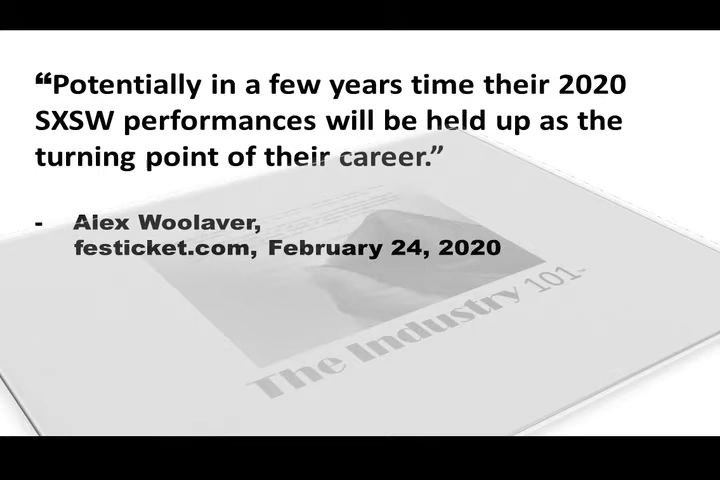 ❝Potentially in a few years time their 2020
SXSW performances will be held up as the
turning point of their career.”
- Alex Woolaver,
festicket.com, February 24, 2020
The Industry 101